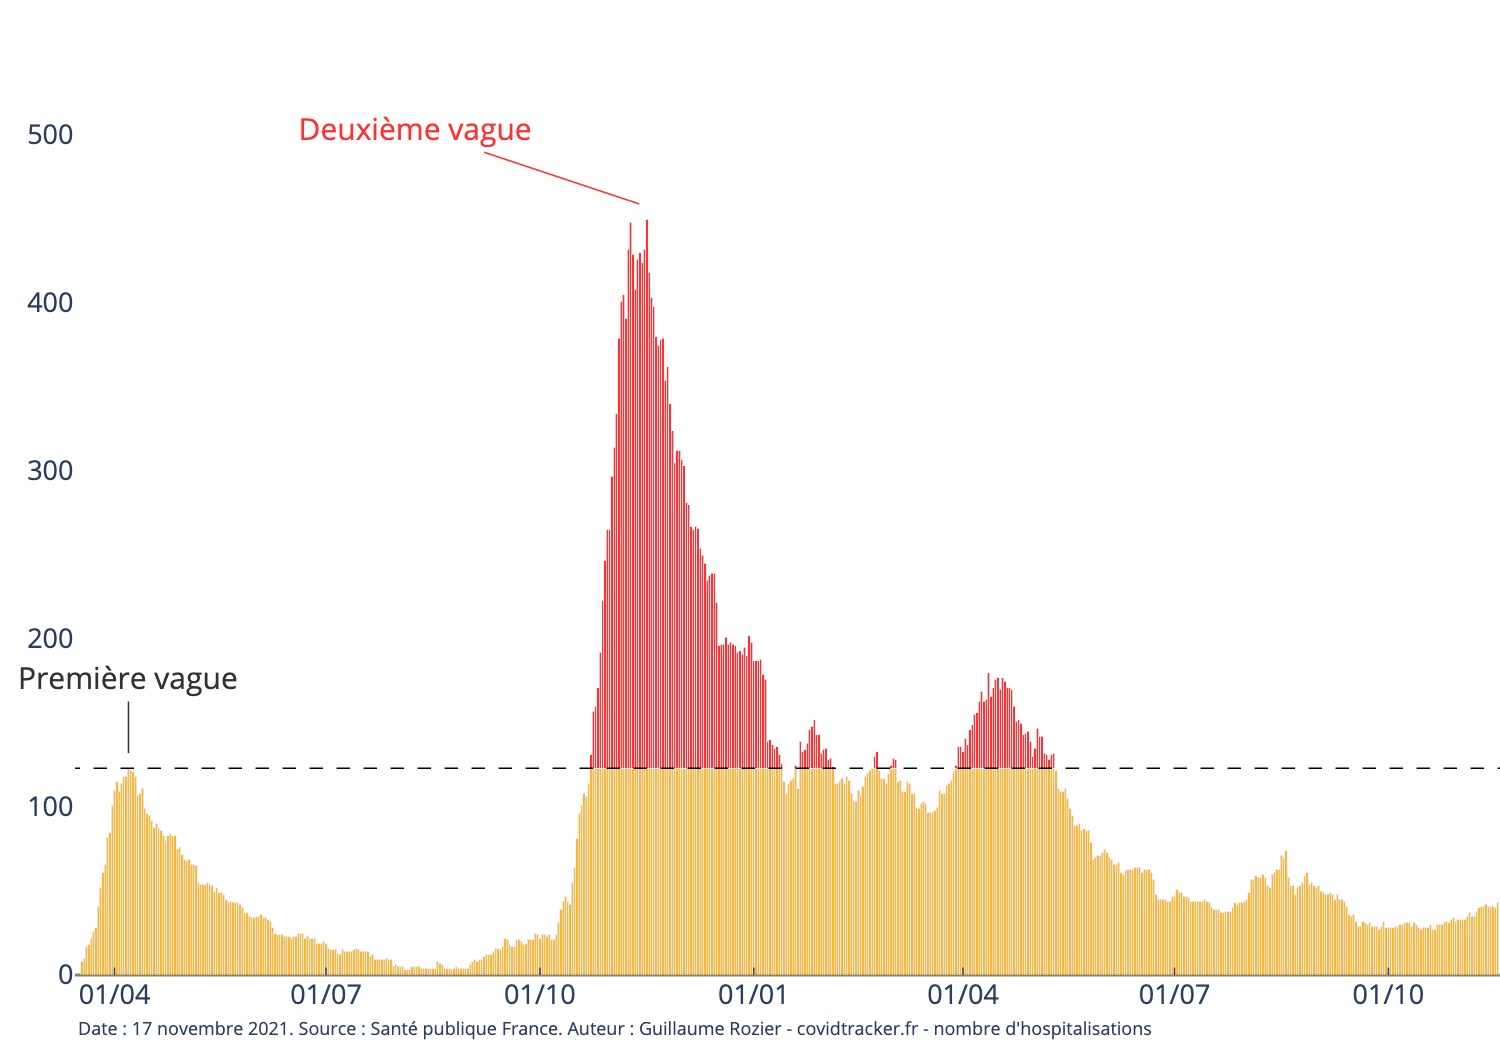 Deuxième vague
500
400
300
200
Première vague
100
0
01/04 01/07 01/10 01/01 01/04 01/07 01/10
Date : 17 novembre 2021. Source : Santé publique France. Auteur : Guillaume Rozier - covidtracker.fr - nombre d'hospitalisations